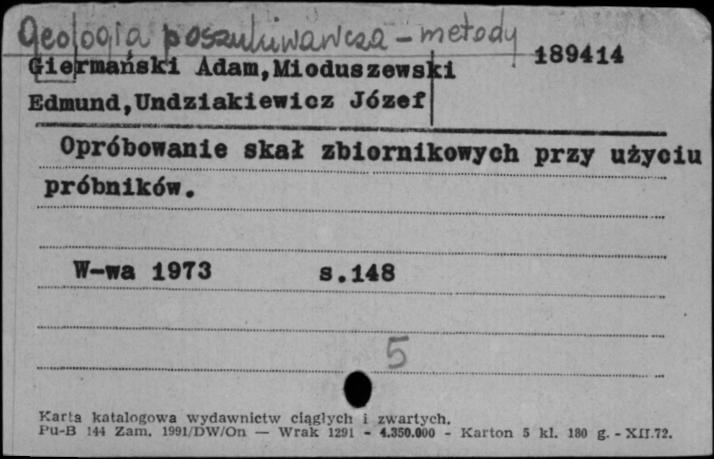 Geologia poszukiwawcza - metody
189414
Giermański Adam,Mioduszewski
Edmund,Undziakiewicz Józef
Opróbowanie skał zbiornikowych przy użyciu
próbników.
W-wa 1973 s.148
5
Karta katalogowa wydawnictw ciągłych i zwartych.
Pu-B 144 Zam. 1991/DW/On — Wrak 1291 - 4.350.000 - Karton 5 kl. 180 g. - XII.72.